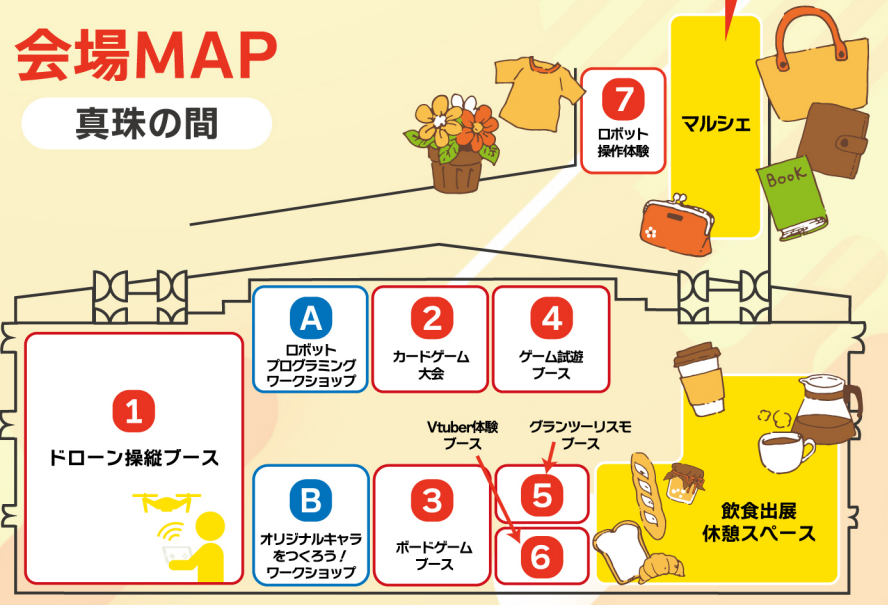 会場MAP
真珠の間
7
ロボット
操作体験
マルシェ
BOOK
A
ロボット
プログラミング
ワークショップ
2
カードゲーム
大会
4
ゲーム試遊
ブース
1
ドローン操縦ブース
Vtuber体験
ブース
グランツーリスモ
ブース
B
オリジナルキャラ
をつくろう！
ワークショップ
3
ボードゲーム
ブース
5
6
飲食出展
休憩スペース